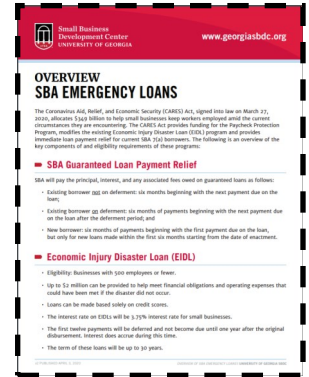 Small Business
Development Center
UNIVERSITY OF GEORGIA
www.georgiasbdc.org
OVERVIEW
SBA EMERGENCY LOANS
The Coronavirus Aid, Relief, and Economic Security (CARES) Act, signed into law on March 27,
2020, allocates $349 billion to help small businesses keep workers employed amid the current
circumstances they are encountering. The CARES Act provides funding for the Paycheck Protection
Program, modifies the existing Economic Injury Disaster Loan (EIDL) program and provides
immediate loan payment relief for current SBA 7(a) borrowers. The following is an overview of the
key components of and eligibility requirements of these programs:
SBA Guaranteed Loan Payment Relief
SBA will pay the principal, interest, and any associated fees owed on guaranteed loans as follows:
• Existing borrower not on deferment: six months beginning with the next payment due on the
loan;
• Existing borrower on deferment: six months of payments beginning with the next payment due
on the loan after the deferment period; and
• New borrower: six months of payments beginning with the first payment due on the loan,
but only for new loans made within the first six months starting from the date of enactment.
Economic Injury Disaster Loan (EIDL)
• Eligibility: Businesses with 500 employees or fewer.
• Up to $2 million can be provided to help meet financial obligations and operating expenses that
could have been met if the disaster did not occur.
• Loans can be made based solely on credit scores.
• The interest rate on EIDLs will be 3.75% interest rate for small businesses.
• The first twelve payments will be deferred and not become due until one year after the original
disbursement. Interest does accrue during this time.
• The term of these loans will be up to 30 years.